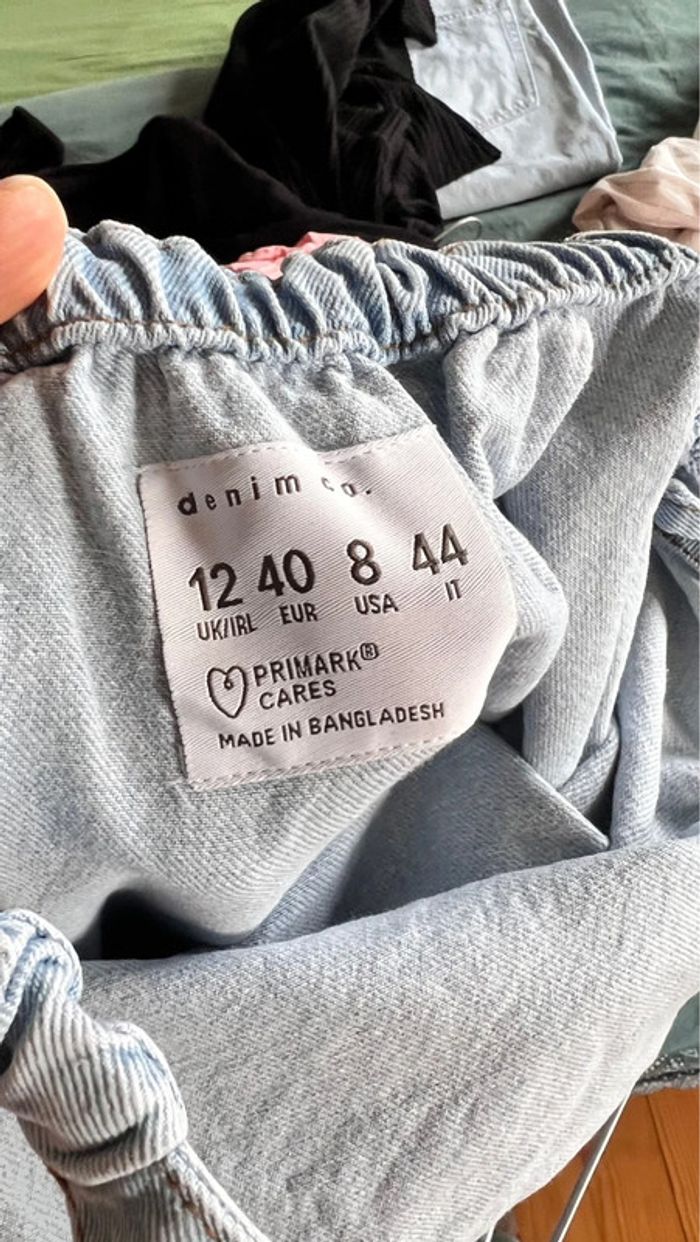 denim co.
12 40 8 44
UK/IRL EUR USA IT
PRIMARK®
CARES
MADE IN BANGLADESH